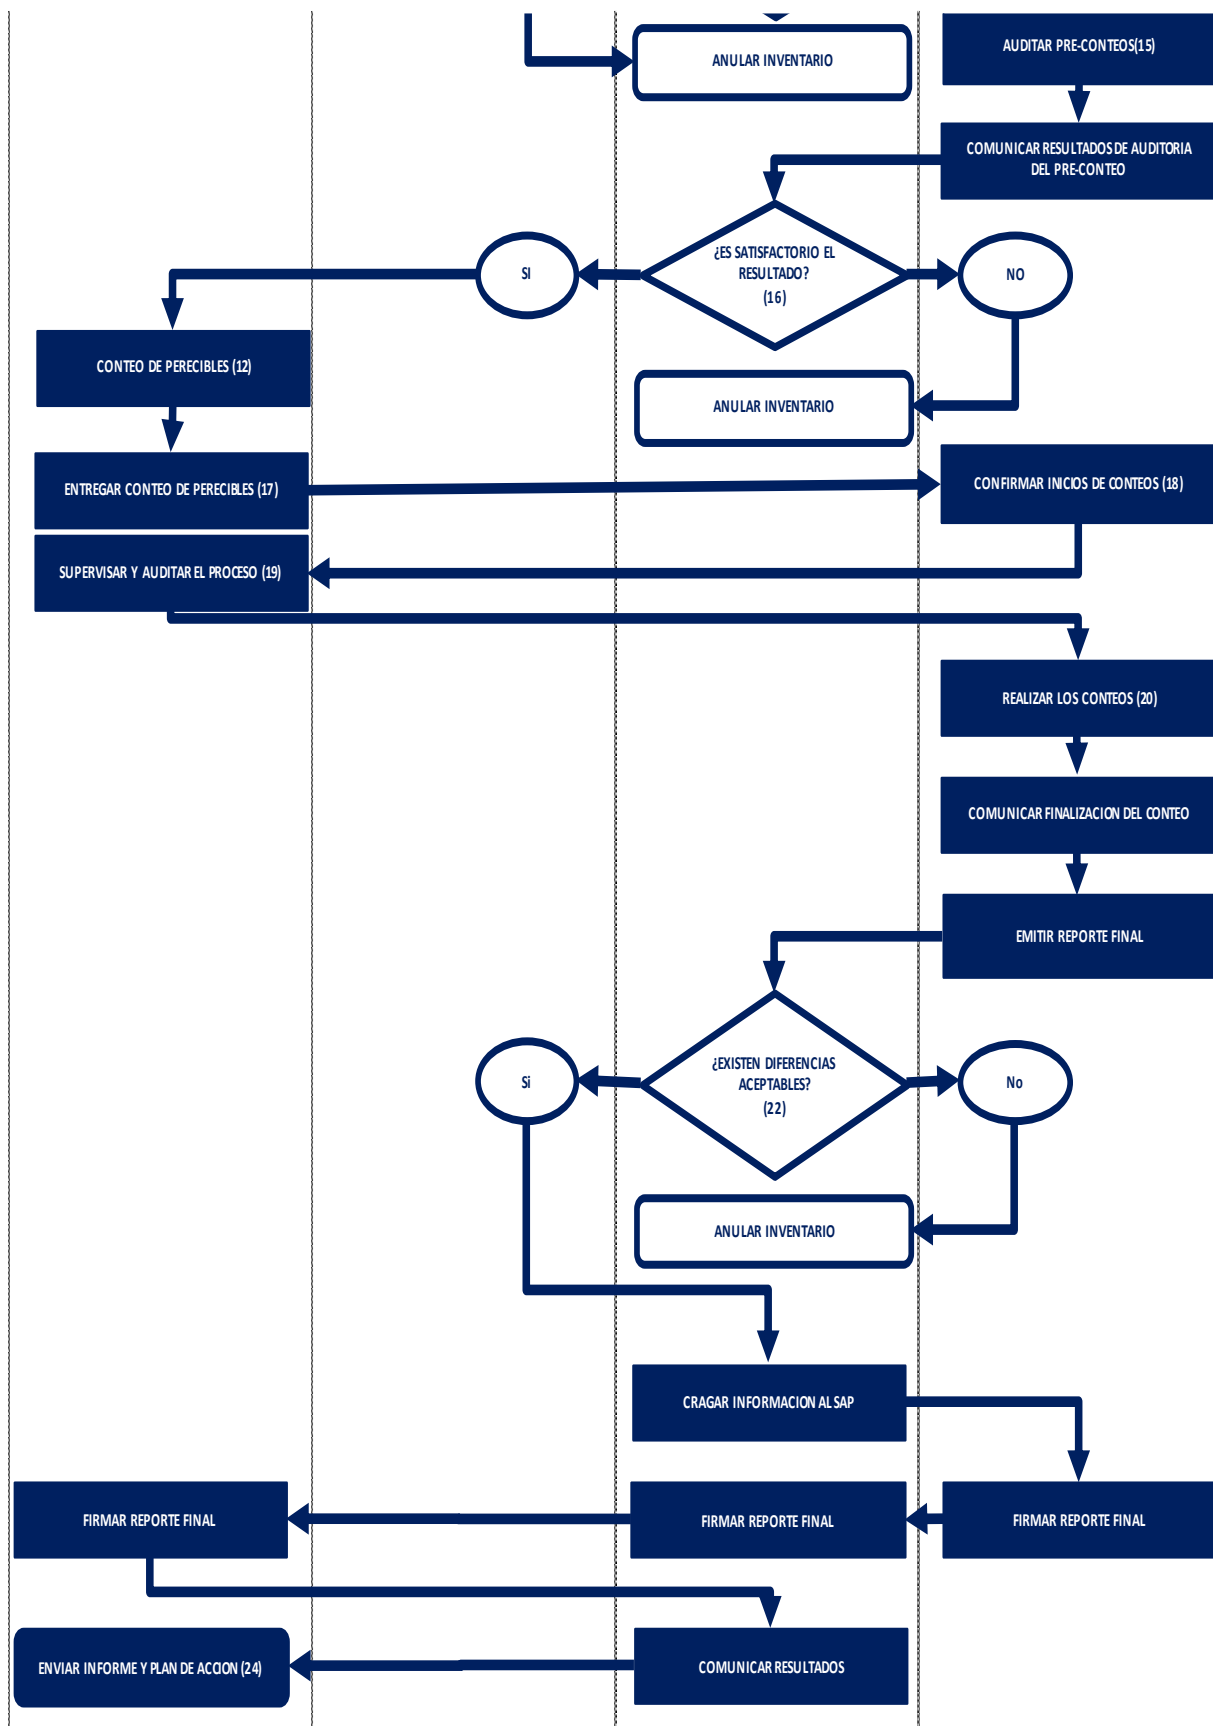 ANULAR INVENTARIO
AUDITAR PRE-CONTEOS(15)
COMUNICAR RESULTADOS DE AUDITORIA
DEL PRE-CONTEO
¿ES SATISFACTORIO EL
RESULTADO?
(16)
SI
NO
CONTEO DE PERECIBLES (12)
ANULAR INVENTARIO
ENTREGAR CONTEO DE PERECIBLES (17)
CONFIRMAR INICIOS DE CONTEOS (18)
SUPERVISAR Y AUDITAR EL PROCESO (19)
REALIZAR LOS CONTEOS (20)
COMUNICAR FINALIZACION DEL CONTEO
EMITIR REPORTE FINAL
¿EXISTEN DIFERENCIAS
ACEPTABLES?
(22)
Si
No
ANULAR INVENTARIO
CRAGAR INFORMACION AL SAP
FIRMAR REPORTE FINAL
FIRMAR REPORTE FINAL
FIRMAR REPORTE FINAL
ENVIAR INFORME Y PLAN DE ACCION (24)
COMUNICAR RESULTADOS